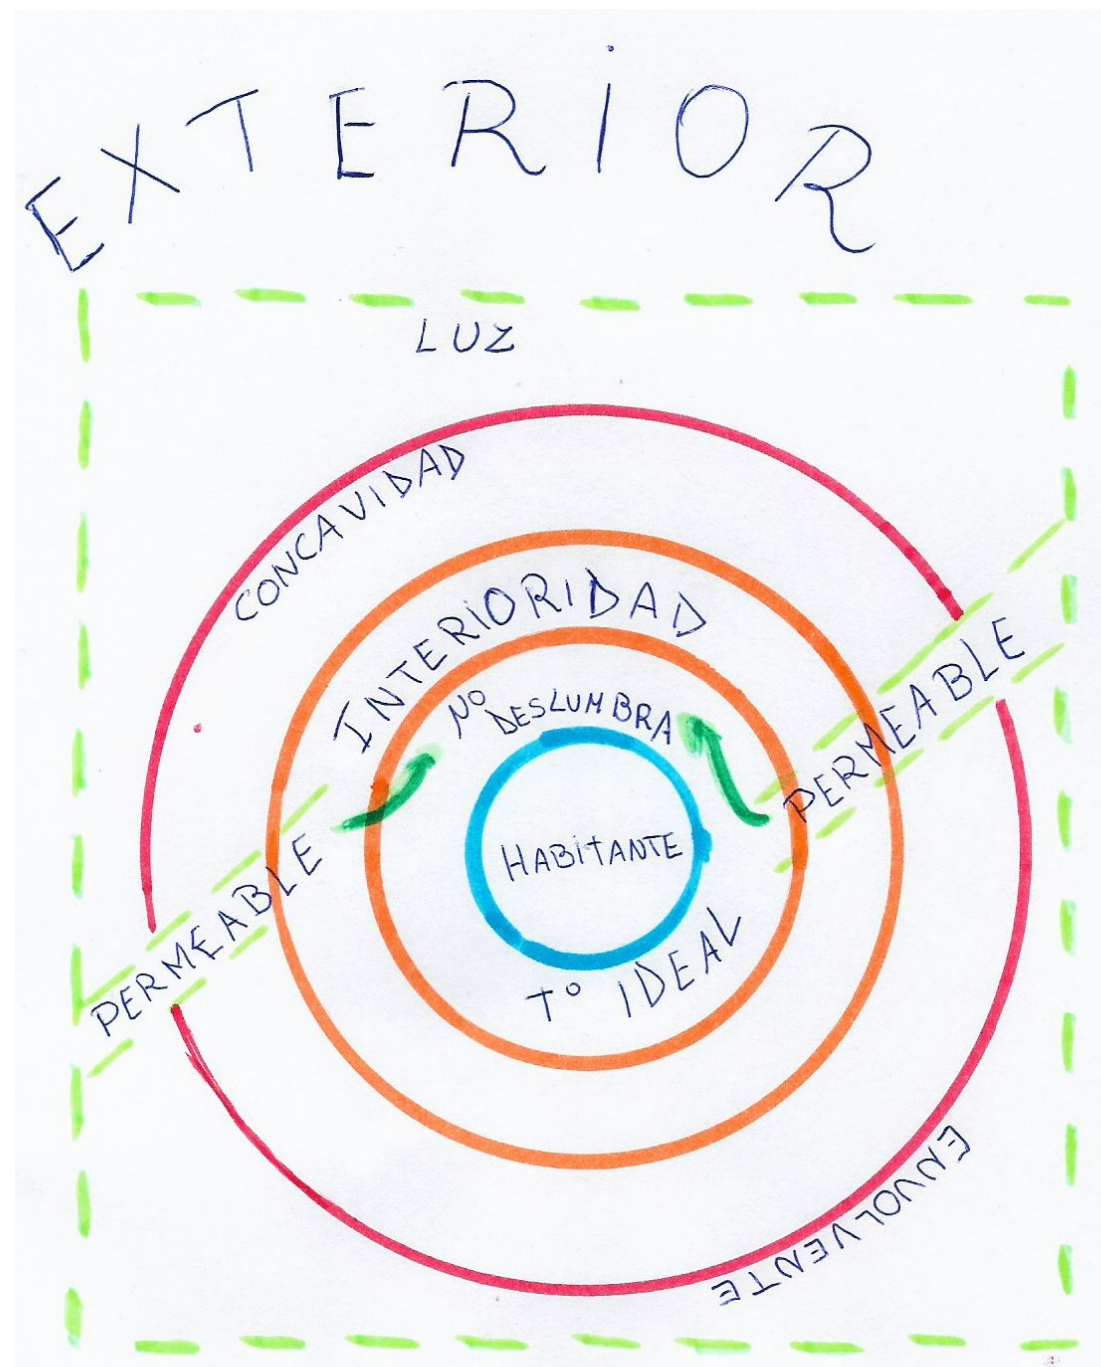 EXTERIOR
LUZ
CONCAVIDAD
INTERIORIDAD
NO
DESLUMBRA
PERMEABLE
HABITANTE
PERMEABLE
Tº IDEAL
ENVOLVENTE